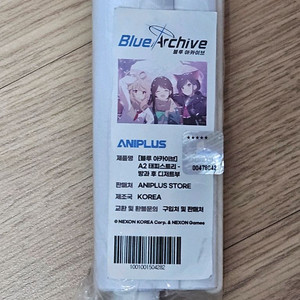 Blue Archive
블루 아카이브
ANIPLUS
제품명 [블루 아카이브]
A2 태피스트리 -
방과 후 디저트부
판매처 ANIPLUS STORE
제조국 KOREA
교환 및 환불문의 구입처 및 판매처
© NEXON KOREA Corp. & NEXON Games
1001001504282
★★★★★
00478042